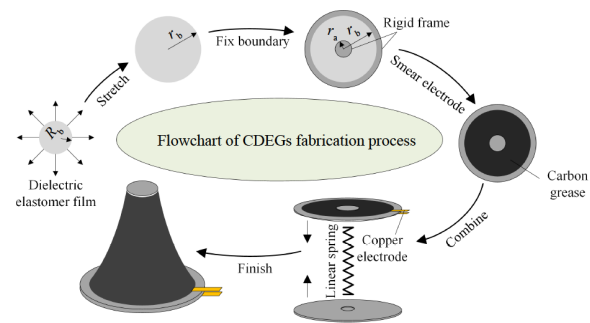 r_b
Fix boundary
r_a r_b
Rigid frame
Stretch
Smear electrode
R_b
Flowchart of CDEGs fabrication process
Dielectric
elastomer film
Carbon
grease
Combine
Copper
electrode
Linear spring
Finish